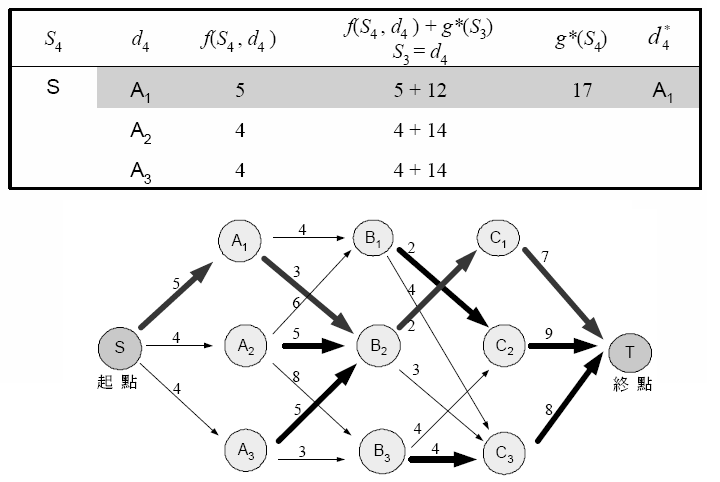 S4 d4 f(S4, d4) f(S4, d4) + g*(S3) g*(S4) d4*
S3 = d4
S A1 5 5 + 12 17 A1
A2 4 4 + 14
A3 4 4 + 14
A1 4 B1 C1
5 3 6 2 4 2 7
S 4 A2 5 B2 C2 9 T
起點 終點
4 8 5 3 4 8
A3 3 B3 4 C3